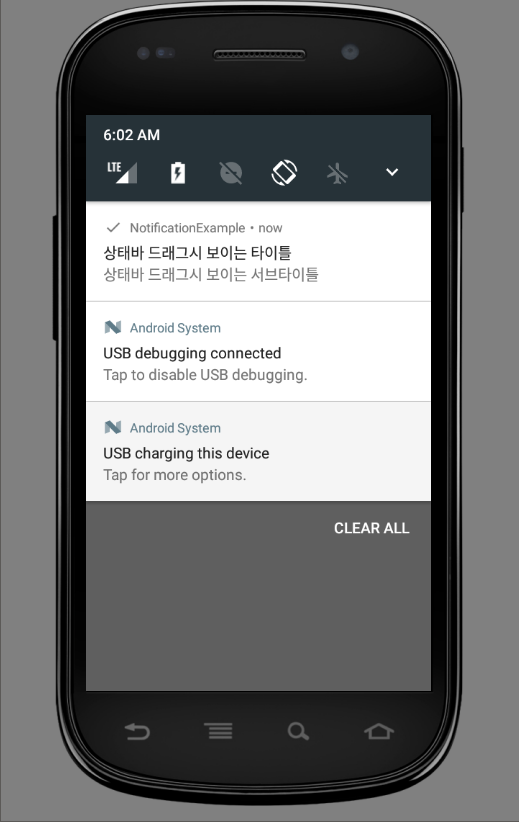 6:02 AM
LTE
NotificationExample • now
상태바 드래그시 보이는 타이틀
상태바 드래그시 보이는 서브타이틀
Android System
USB debugging connected
Tap to disable USB debugging.
Android System
USB charging this device
Tap for more options.
CLEAR ALL